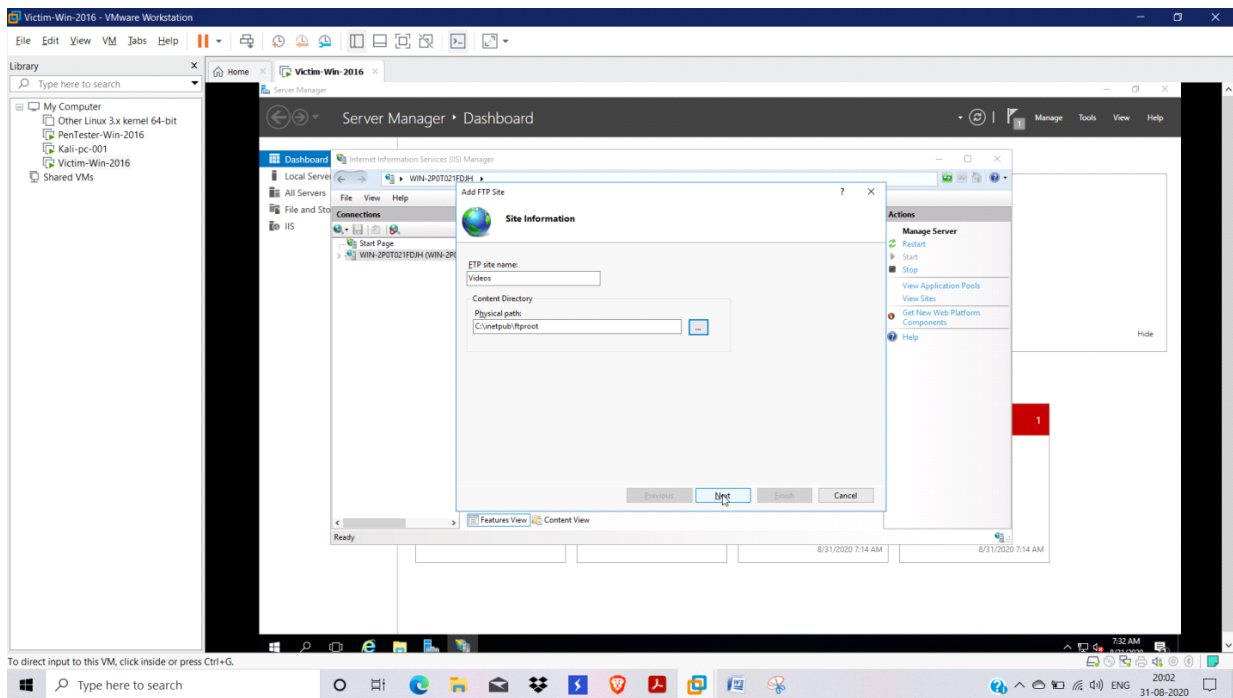 Victim-Win-2016 - VMware Workstation
File Edit View VM Tabs Help
Library
Type here to search
My Computer
Other Linux 3.x kernel 64-bit
PenTester-Win-2016
Kali-pc-001
Victim-Win-2016
Shared VMs
Home
Victim-Win-2016
Server Manager
Server Manager • Dashboard
Manage Tools View Help
1
Dashboard
Local Server
All Servers
File and Sto
IIS
Internet Information Services (IIS) Manager
WIN-2P0T021FDJH
File View Help
Connections
Start Page
WIN-2P0T021FDJH (WIN-2P0
Add FTP Site
?
Site Information
FTP site name:
Videos
Content Directory
Physical path:
C:\inetpub\ftproot
...
Previous Next Finish Cancel
Actions
Manage Server
Restart
Start
Stop
View Application Pools
View Sites
Get New Web Platform
Components
Help
Hide
1
Features View Content View
Ready
8/31/2020 7:14 AM
8/31/2020 7:14 AM
7:32 AM
To direct input to this VM, click inside or press Ctrl+G.
Type here to search
ENG
20:02
31-08-2020